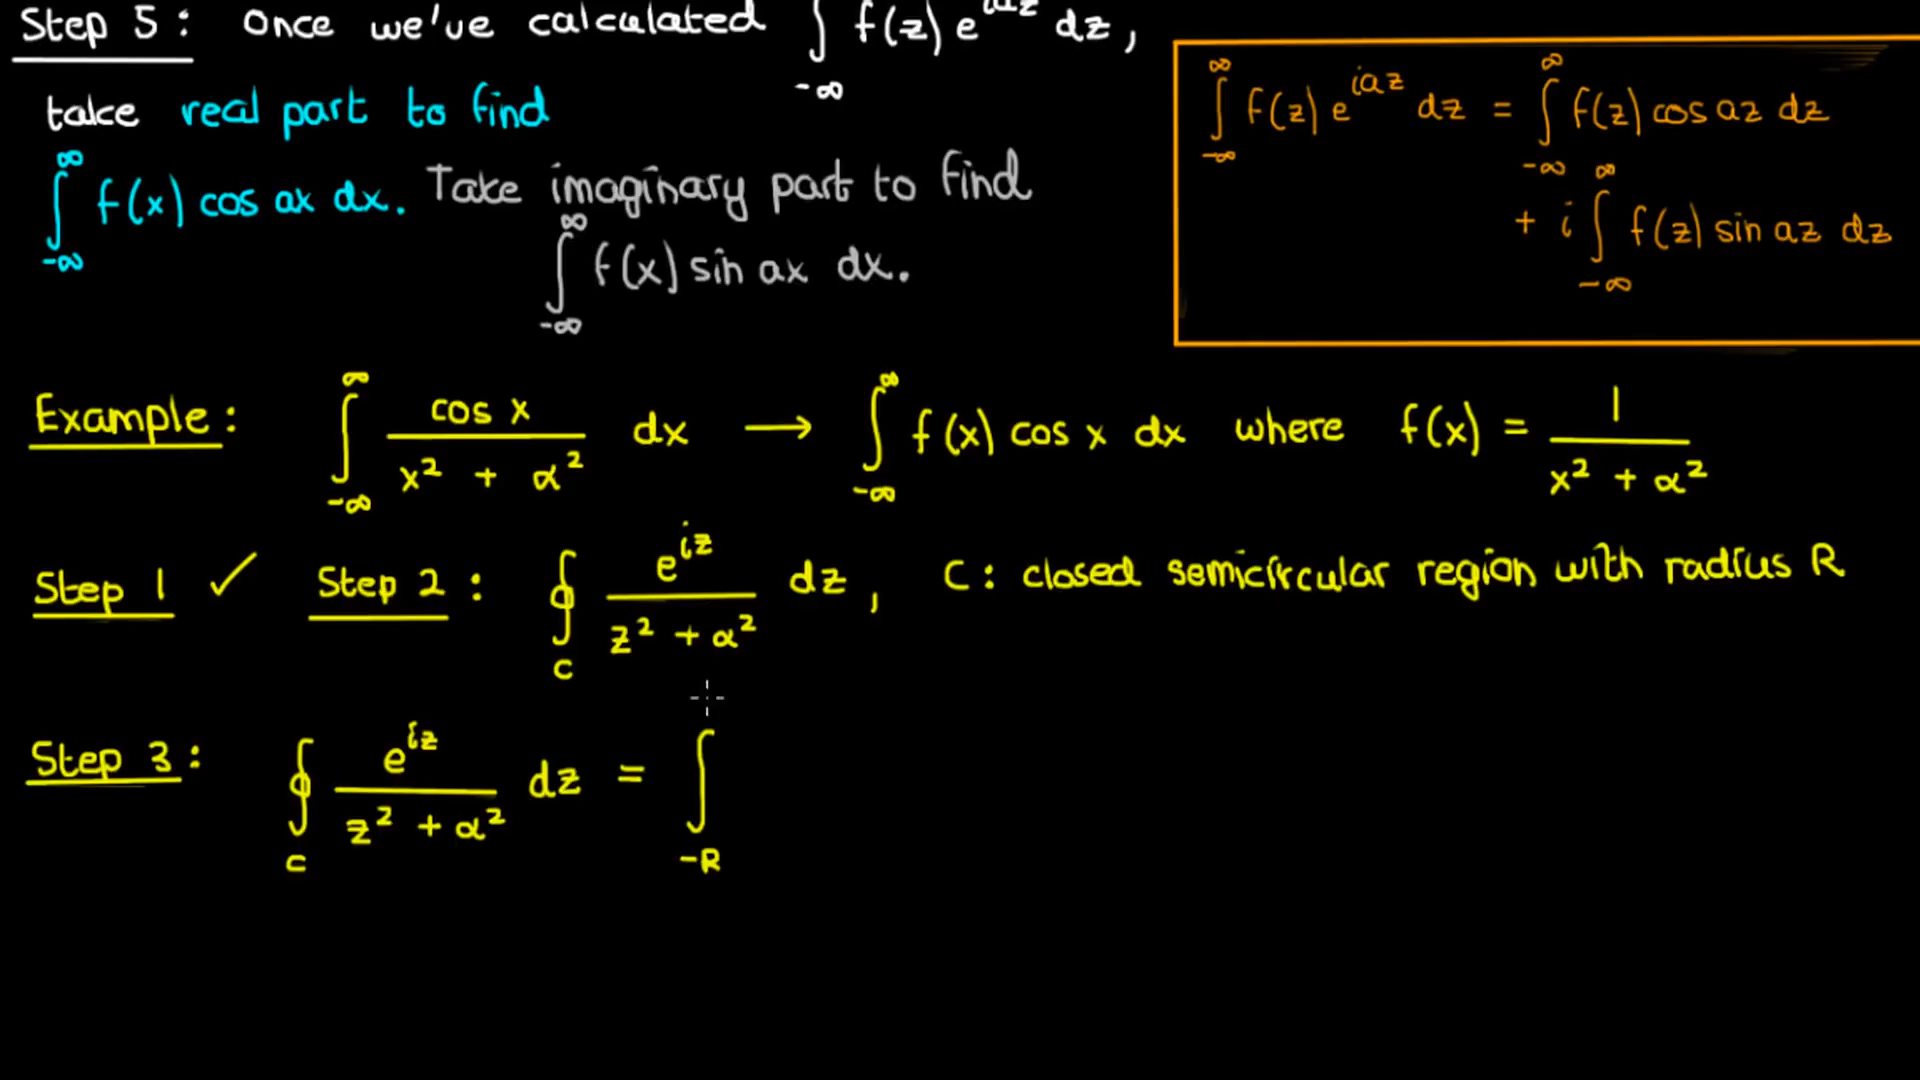 Step 5: Once we've calculated ∫_{-∞} f(z) e^{iaz} dz,
take real part to find
∫_{-∞}^{∞} f(x) cos ax dx. Take imaginary part to find
∫_{-∞}^{∞} f(x) sin ax dx.
∫_{-∞}^{∞} f(z) e^{iaz} dz = ∫_{-∞}^{∞} f(z) cos az dz
+ i ∫_{-∞}^{∞} f(z) sin az dz
Example: ∫_{-∞}^{∞} cos x / (x² + α²) dx → ∫_{-∞}^{∞} f(x) cos x dx where f(x) = 1 / (x² + α²)
Step 1 ✓ Step 2: ∮_C e^{iz} / (z² + α²) dz, C: closed semicircular region with radius R
Step 3: ∮_C e^{iz} / (z² + α²) dz = ∫_{-R}